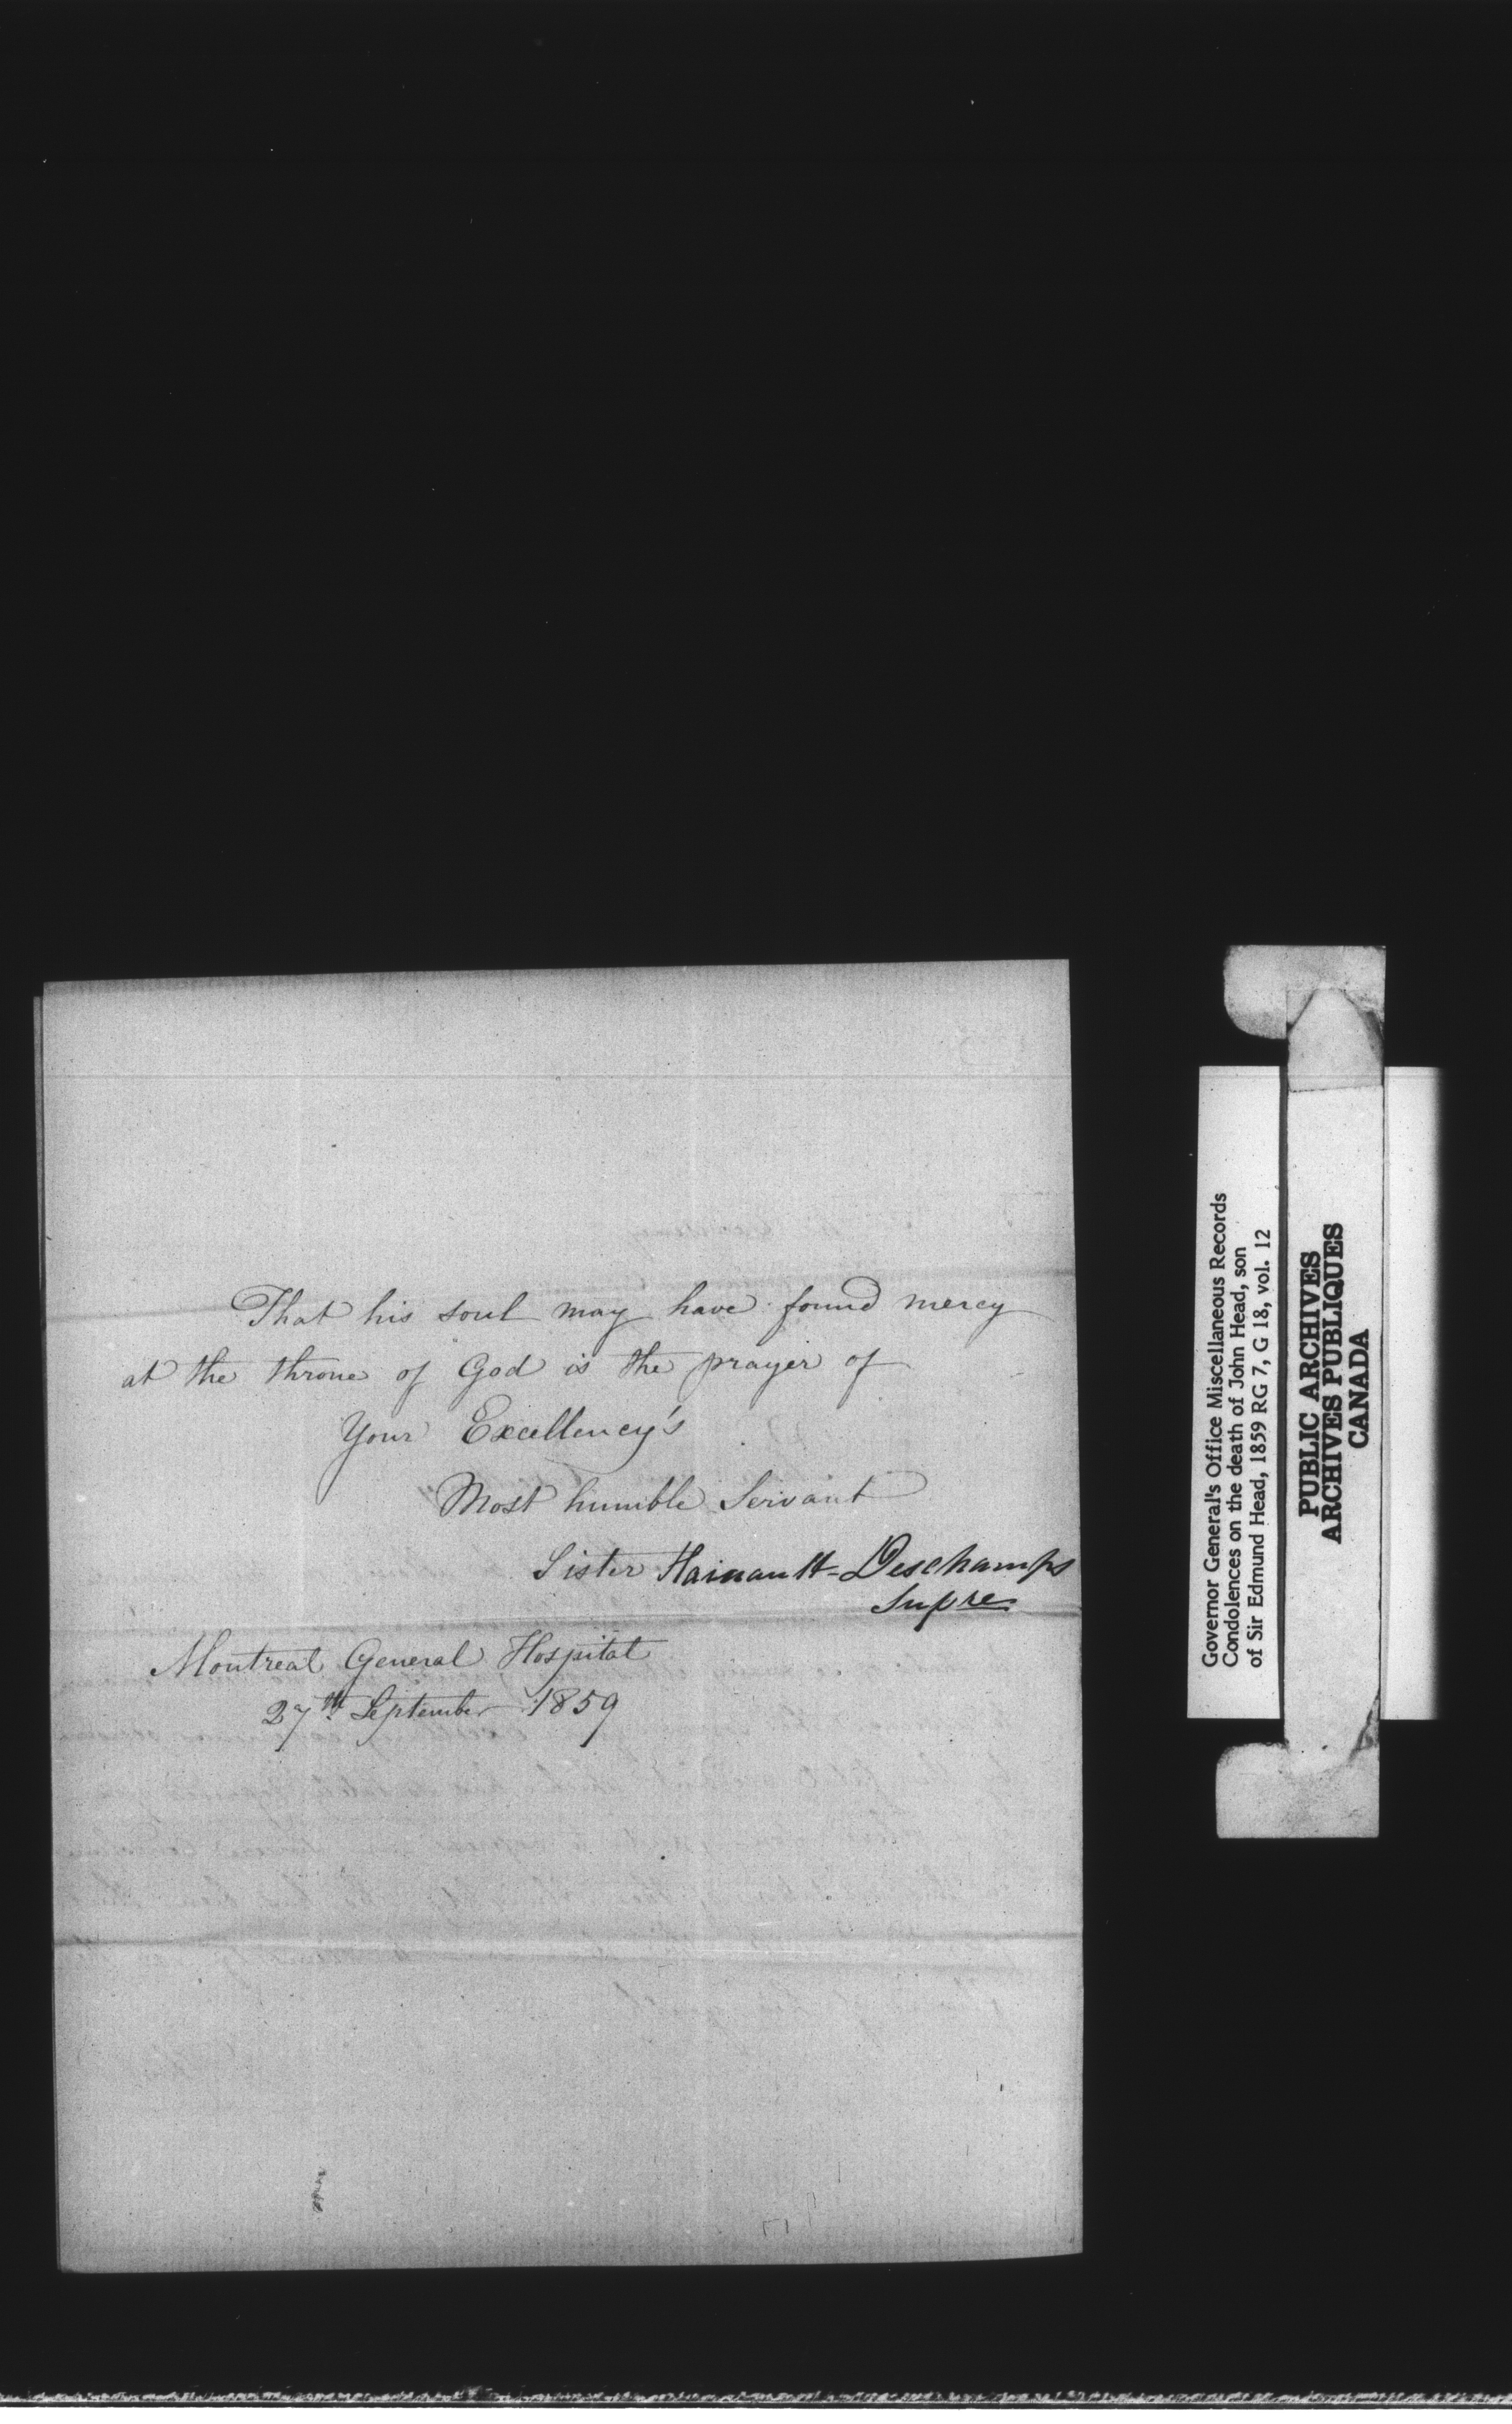 That his soul may have found mercy
at the throne of God is the prayer of
Your Excellency's
Most humble Servant
Sister Hainault-Deschamps
Supre
Montreal General Hospital
27th September 1859
Governor General's Office Miscellaneous Records
Condolences on the death of John Head, son
of Sir Edmund Head, 1859 RG 7, G 18, vol. 12
PUBLIC ARCHIVES
ARCHIVES PUBLIQUES
CANADA